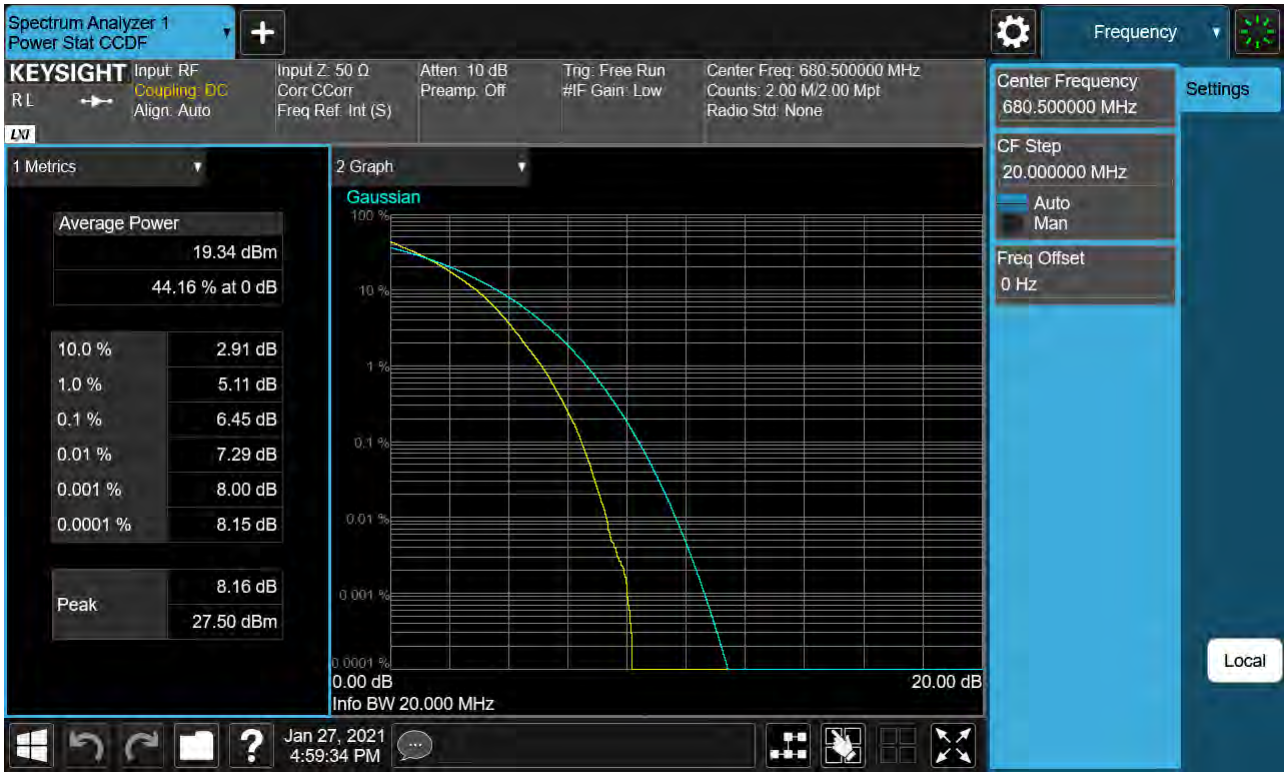 Spectrum Analyzer 1
Power Stat CCDF
Frequency
KEYSIGHT
R L
LXI
Input: RF
Coupling: DC
Align: Auto
Input Z: 50 Ω
Corr CCorr
Freq Ref: Int (S)
Atten: 10 dB
Preamp: Off
Trig: Free Run
#IF Gain: Low
Center Freq: 680.500000 MHz
Counts: 2.00 M/2.00 Mpt
Radio Std: None
1 Metrics
Average Power
19.34 dBm
44.16 % at 0 dB
10.0 % 2.91 dB
1.0 % 5.11 dB
0.1 % 6.45 dB
0.01 % 7.29 dB
0.001 % 8.00 dB
0.0001 % 8.15 dB
Peak
8.16 dB
27.50 dBm
2 Graph
Gaussian
100 %
10 %
1 %
0.1 %
0.01 %
0.001 %
0.0001 %
0.00 dB 20.00 dB
Info BW 20.000 MHz
Center Frequency
680.500000 MHz
CF Step
20.000000 MHz
Auto
Man
Freq Offset
0 Hz
Settings
Local
?
Jan 27, 2021
4:59:34 PM